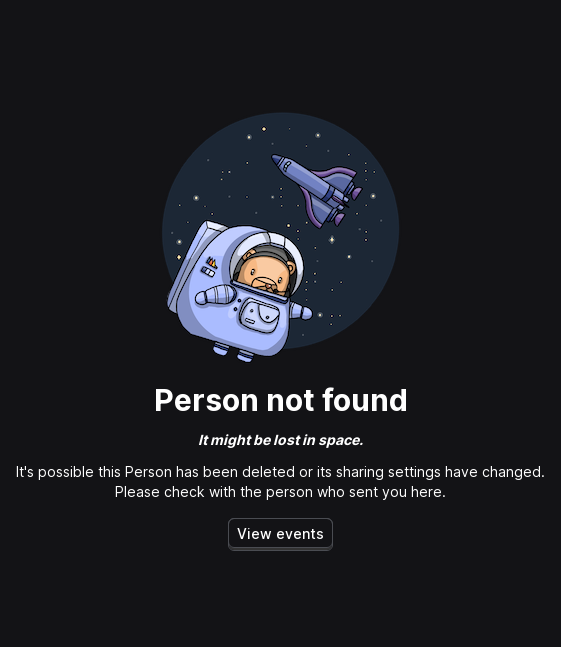 Person not found
It might be lost in space.
It's possible this Person has been deleted or its sharing settings have changed.
Please check with the person who sent you here.
View events